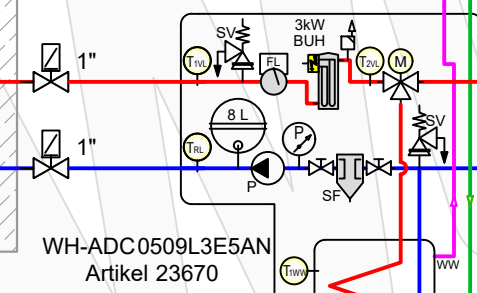 SV
3kW
BUH
1"
T1VL
FL
T2VL
M
8 L
P
SV
1"
TRL
P
SF
WH-ADC0509L3E5AN
Artikel 23670
T1WW
WW